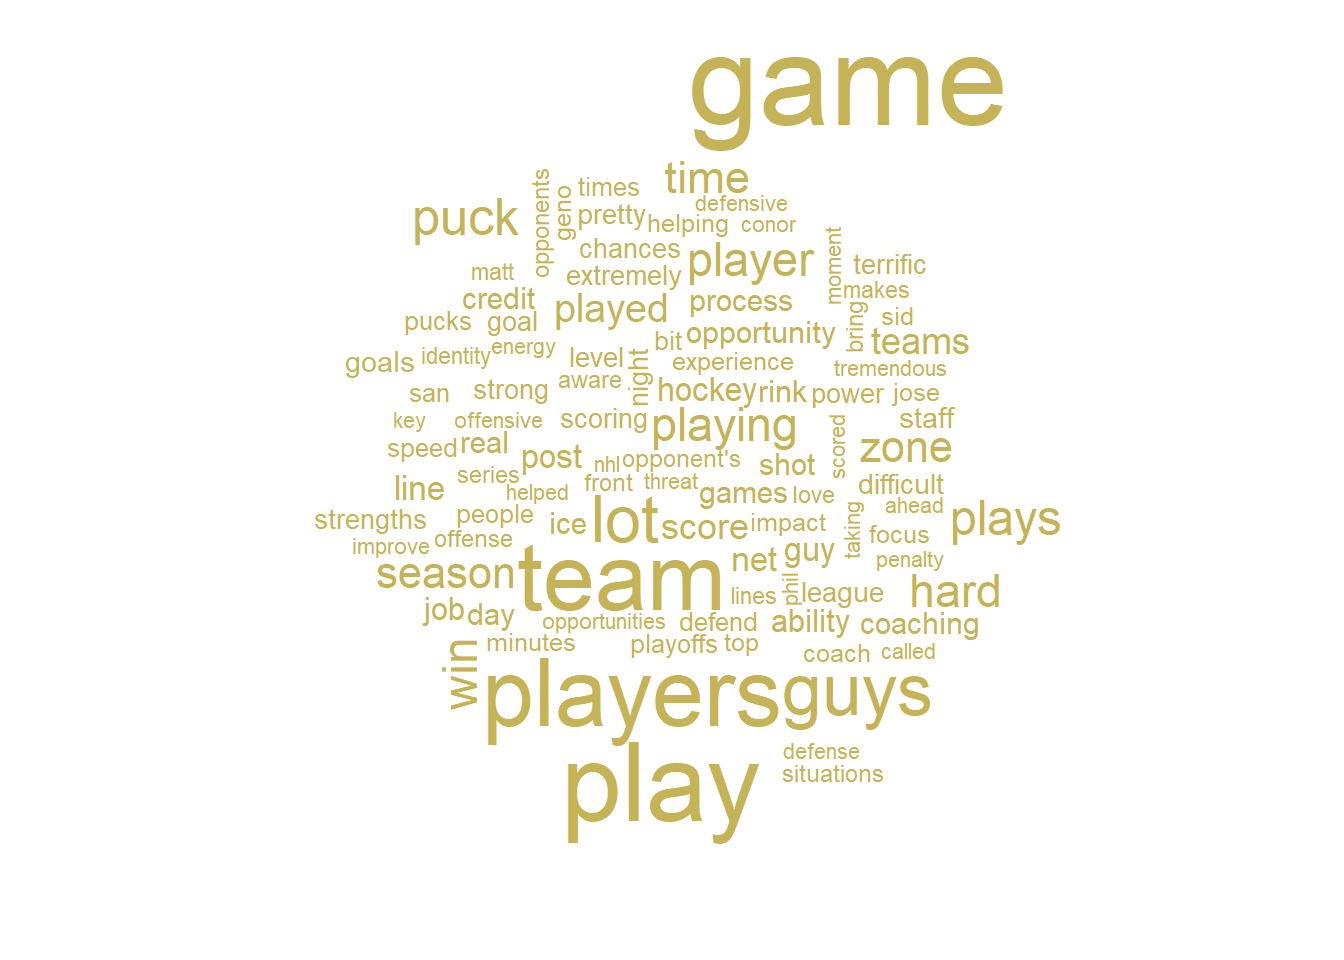 game
time
opponents
geno
times
pretty
defensive
helping
conor
puck
chances
player
moment
terrific
matt
extremely
makes
credit
played
process
bring
sid
pucks
goal
bit
opportunity
teams
goals
identity
energy
level
night
experience
tremendous
san
strong
aware
hockey
rink
power
jose
key
offensive
scoring
playing
scored
staff
speed
real
post
nhl
opponent's
shot
zone
line
series
helped
front
threat
games
love
difficult
ahead
strengths
people
ice
lot
score
impact
taking
focus
plays
improve
offense
net
guy
penalty
season
team
lines
phil
league
hard
job
day
opportunities
defend
ability
coaching
win
minutes
playoffs
top
coach
called
players
guys
play
defense
situations